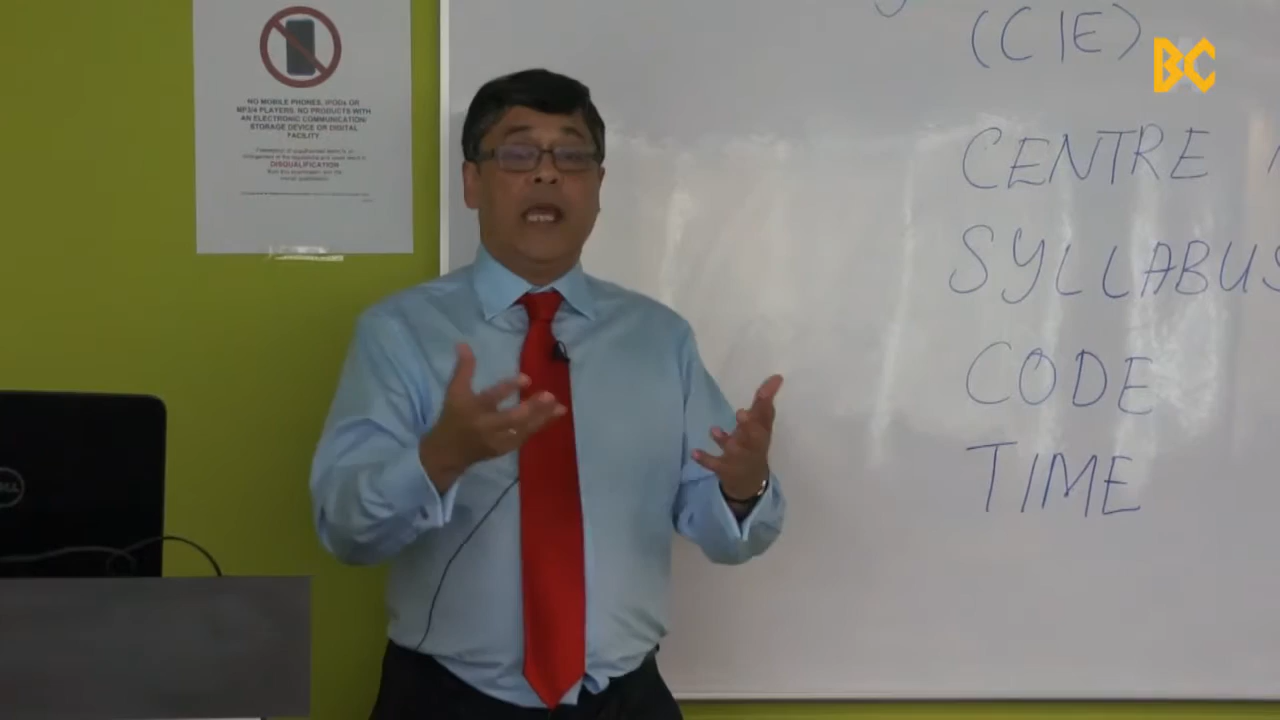 NO MOBILE PHONES, IPODs OR
MP3/4 PLAYERS. NO PRODUCTS WITH
AN ELECTRONIC COMMUNICATION/
STORAGE DEVICE OR DIGITAL
FACILITY
DISQUALIFICATION
(CIE)
BC
CENTRE
SYLLABUS
CODE
TIME
DELL